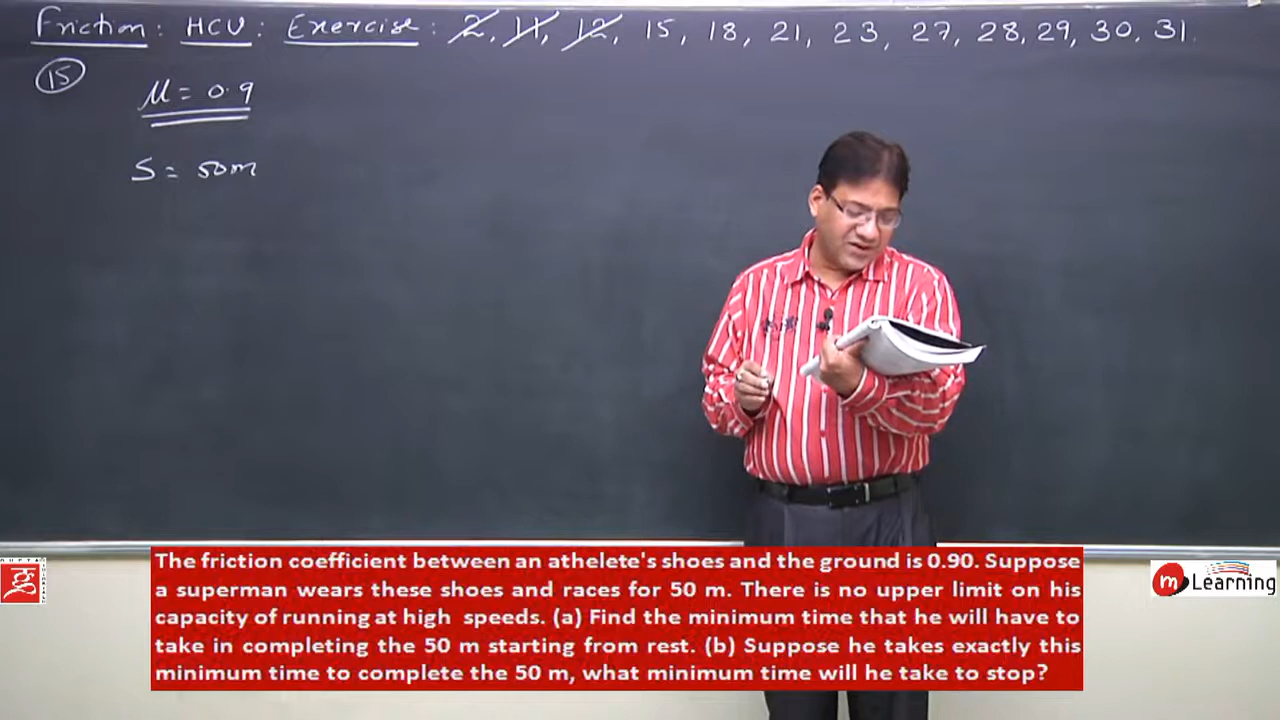 Friction: HCV: Exercise: 2, 11, 12, 15, 18, 21, 23, 27, 28, 29, 30, 31.
15
μ = 0.9
S = 50m
The friction coefficient between an athelete's shoes and the ground is 0.90. Suppose
a superman wears these shoes and races for 50 m. There is no upper limit on his
capacity of running at high speeds. (a) Find the minimum time that he will have to
take in completing the 50 m starting from rest. (b) Suppose he takes exactly this
minimum time to complete the 50 m, what minimum time will he take to stop?
m Learning